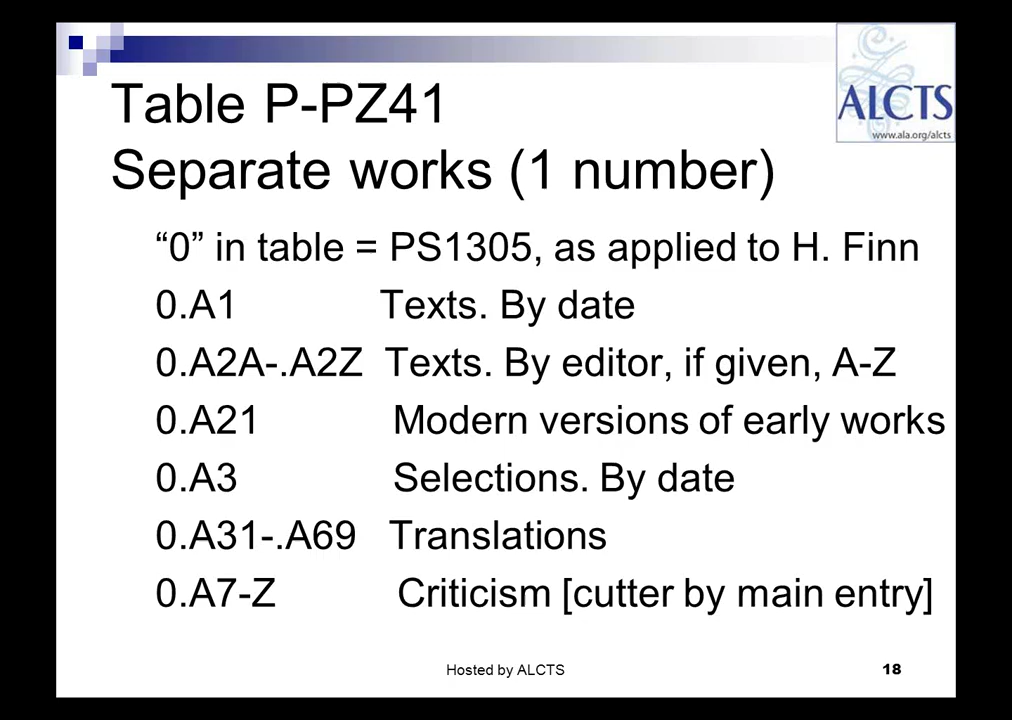 ALCTS
www.ala.org/alcts
Table P-PZ41
Separate works (1 number)
“0” in table = PS1305, as applied to H. Finn
0.A1 Texts. By date
0.A2A-.A2Z Texts. By editor, if given, A-Z
0.A21 Modern versions of early works
0.A3 Selections. By date
0.A31-.A69 Translations
0.A7-Z Criticism [cutter by main entry]
Hosted by ALCTS 18